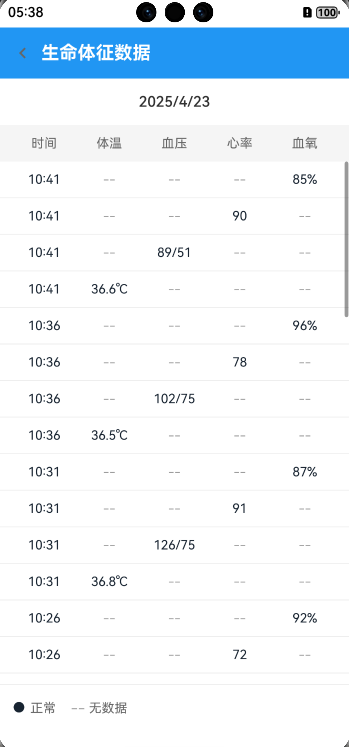 05:38 100
生命体征数据
2025/4/23
时间 体温 血压 心率 血氧
10:41 -- -- -- 85%
10:41 -- -- 90 --
10:41 -- 89/51 -- --
10:41 36.6℃ -- -- --
10:36 -- -- -- 96%
10:36 -- -- 78 --
10:36 -- 102/75 -- --
10:36 36.5℃ -- -- --
10:31 -- -- -- 87%
10:31 -- -- 91 --
10:31 -- 126/75 -- --
10:31 36.8℃ -- -- --
10:26 -- -- -- 92%
10:26 -- -- 72 --
正常 -- 无数据